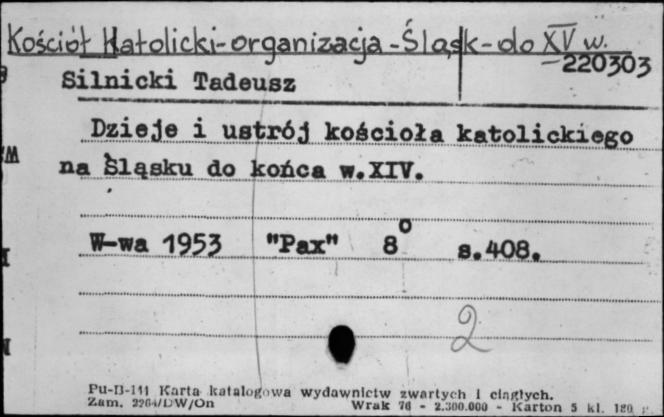 Kościół Katolicki-organizacja-Śląsk-do XV w.
220303
Silnicki Tadeusz
Dzieje i ustrój kościoła katolickiego
na Śląsku do końca w.XIV.
W-wa 1953 "Pax" 8° s.408.
2
Pu-B-111 Karta katalogowa wydawnictw zwartych i ciągłych.
Zam. 2264/DW/On Wrak 76 - 2.300.000 - Karton 5 kl. 180 g.